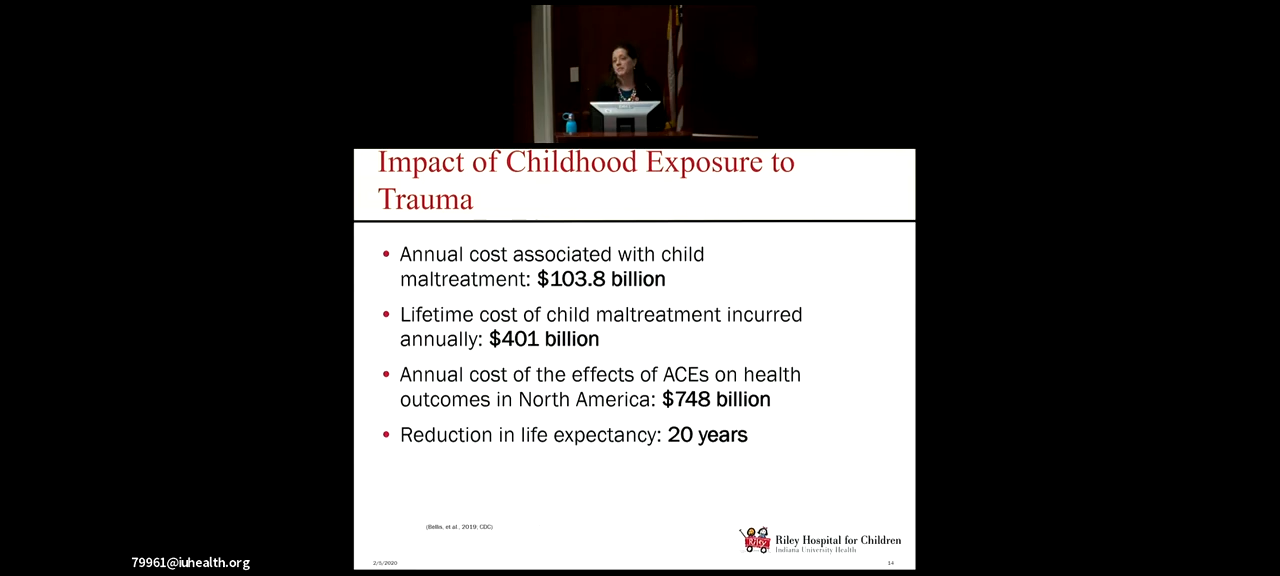 Impact of Childhood Exposure to
Trauma
• Annual cost associated with child
maltreatment: $103.8 billion
• Lifetime cost of child maltreatment incurred
annually: $401 billion
• Annual cost of the effects of ACEs on health
outcomes in North America: $748 billion
• Reduction in life expectancy: 20 years
(Bellis, et al., 2019, CDC)
Riley
Riley Hospital for Children
Indiana University Health
79961@iuhealth.org
2/5/2020
14